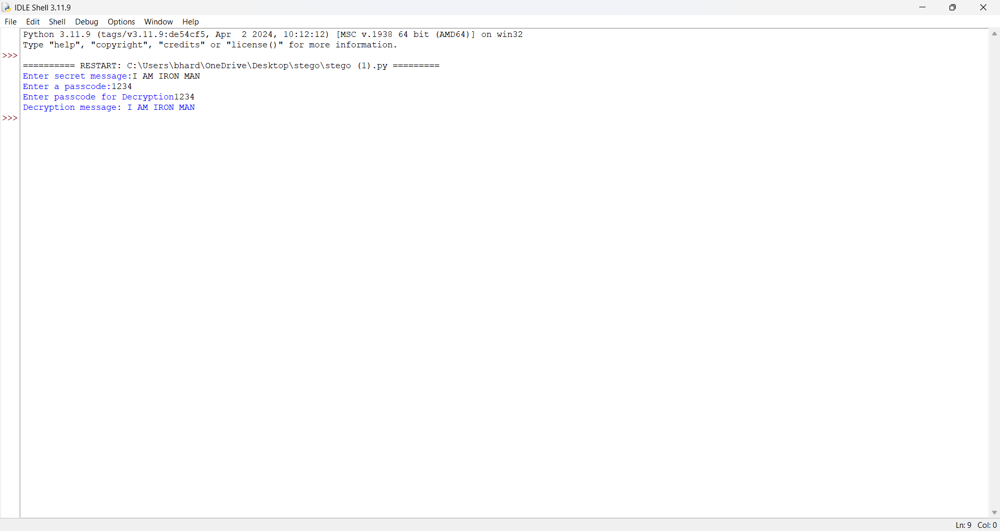 IDLE Shell 3.11.9
File Edit Shell Debug Options Window Help
Python 3.11.9 (tags/v3.11.9:de54cf5, Apr  2 2024, 10:12:12) [MSC v.1938 64 bit (AMD64)] on win32
Type "help", "copyright", "credits" or "license()" for more information.
>>>
========== RESTART: C:\Users\bhard\OneDrive\Desktop\stego\stego (1).py =========
Enter secret message:I AM IRON MAN
Enter a passcode:1234
Enter passcode for Decryption1234
Decryption message: I AM IRON MAN
>>>
Ln: 9 Col: 0